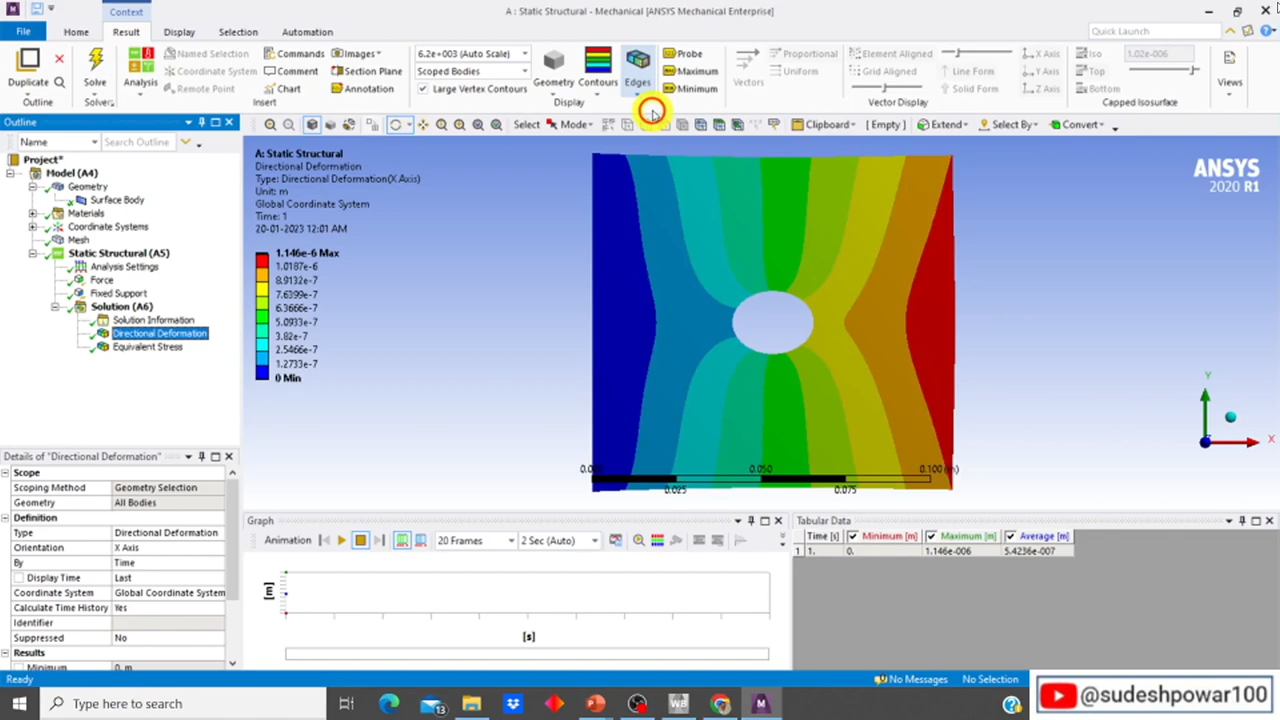 Context
A : Static Structural - Mechanical [ANSYS Mechanical Enterprise]
File Home Result Display Selection Automation
Quick Launch
Duplicate
Outline
Solve
Solver
Analysis
Named Selection
Coordinate System
Remote Point
Commands
Comment
Chart
Images
Section Plane
Annotation
Insert
6.2e+003 (Auto Scale)
Scoped Bodies
Large Vertex Contours
Geometry
Contours
Edges
Probe
Maximum
Minimum
Display
Vectors
Proportional
Uniform
Element Aligned
Grid Aligned
Line Form
Solid Form
X Axis
Y Axis
Z Axis
Vector Display
Iso
Top
Bottom
1.02e-006
Capped Isosurface
Views
Outline
Name
Search Outline
Select Mode
Clipboard [ Empty ] Extend Select By Convert
Project*
Model (A4)
Geometry
Surface Body
Materials
Coordinate Systems
Mesh
Static Structural (A5)
Analysis Settings
Force
Fixed Support
Solution (A6)
Solution Information
Directional Deformation
Equivalent Stress
A: Static Structural
Directional Deformation
Type: Directional Deformation(X Axis)
Unit: m
Global Coordinate System
Time: 1
20-01-2023 12:01 AM
1.146e-6 Max
1.0187e-6
8.9132e-7
7.6399e-7
6.3666e-7
5.0933e-7
3.82e-7
2.5466e-7
1.2733e-7
0 Min
ANSYS
2020 R1
Y
X
0.050
0.100 (m)
0.025
0.075
Details of "Directional Deformation"
Scope
Scoping Method Geometry Selection
Geometry All Bodies
Definition
Type Directional Deformation
Orientation X Axis
By Time
Display Time Last
Coordinate System Global Coordinate System
Calculate Time History Yes
Identifier
Suppressed No
Results
Minimum 0. m
Graph
Animation
20 Frames
2 Sec (Auto)
[m]
[s]
Tabular Data
Time [s] Minimum [m] Maximum [m] Average [m]
1 1. 0. 1.146e-006 5.4236e-007
Ready
No Messages No Selection
Type here to search
13
WB
M
@sudeshpowar100